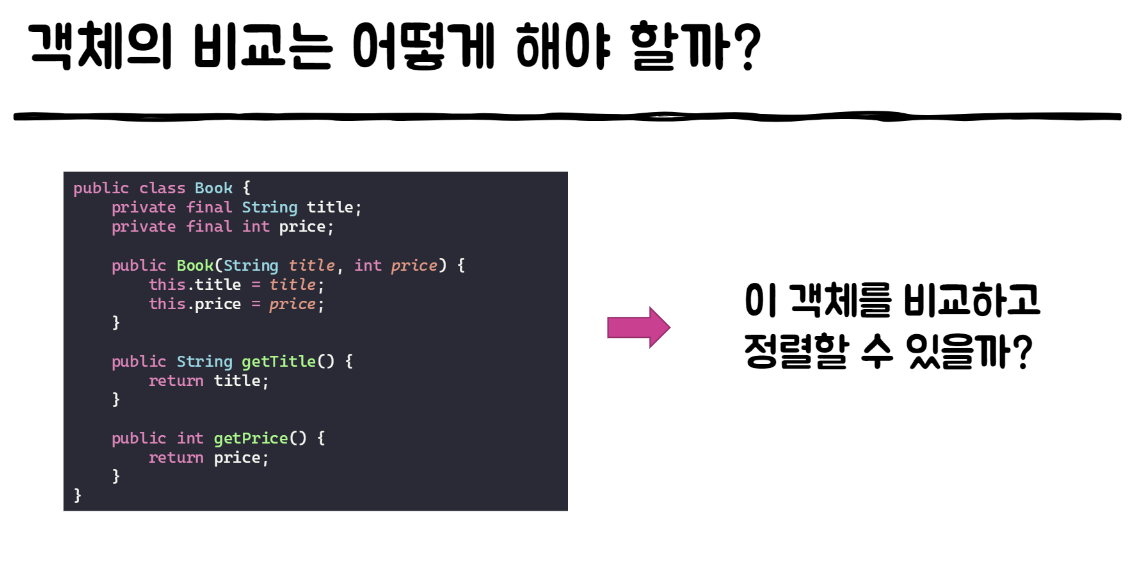 객체의 비교는 어떻게 해야 할까?
public class Book {
    private final String title;
    private final int price;

    public Book(String title, int price) {
        this.title = title;
        this.price = price;
    }

    public String getTitle() {
        return title;
    }

    public int getPrice() {
        return price;
    }
}
이 객체를 비교하고
정렬할 수 있을까?